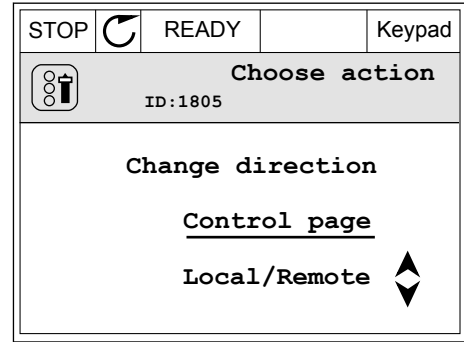 STOP READY Keypad
Choose action
ID:1805
Change direction
Control page
Local/Remote